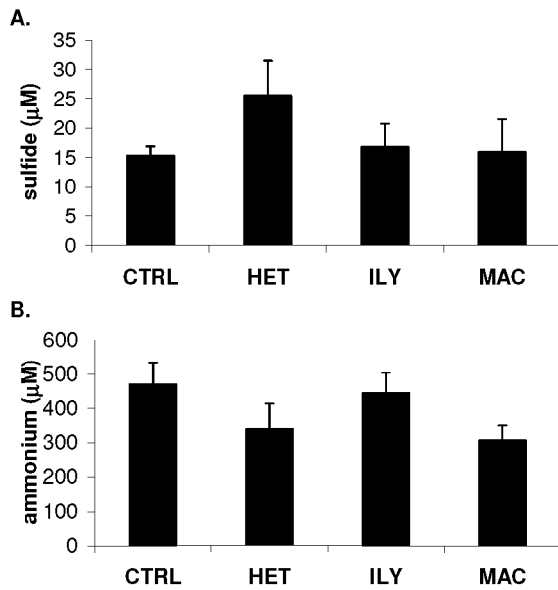 A.
sulfide (μM)
35
30
25
20
15
10
5
0
CTRL HET ILY MAC
B.
ammonium (μM)
600
500
400
300
200
100
0
CTRL HET ILY MAC